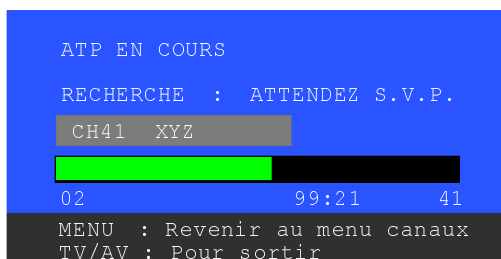 ATP EN COURS
RECHERCHE : ATTENDEZ S.V.P.
CH41 XYZ
02 99:21 41
MENU : Revenir au menu canaux
TV/AV : Pour sortir